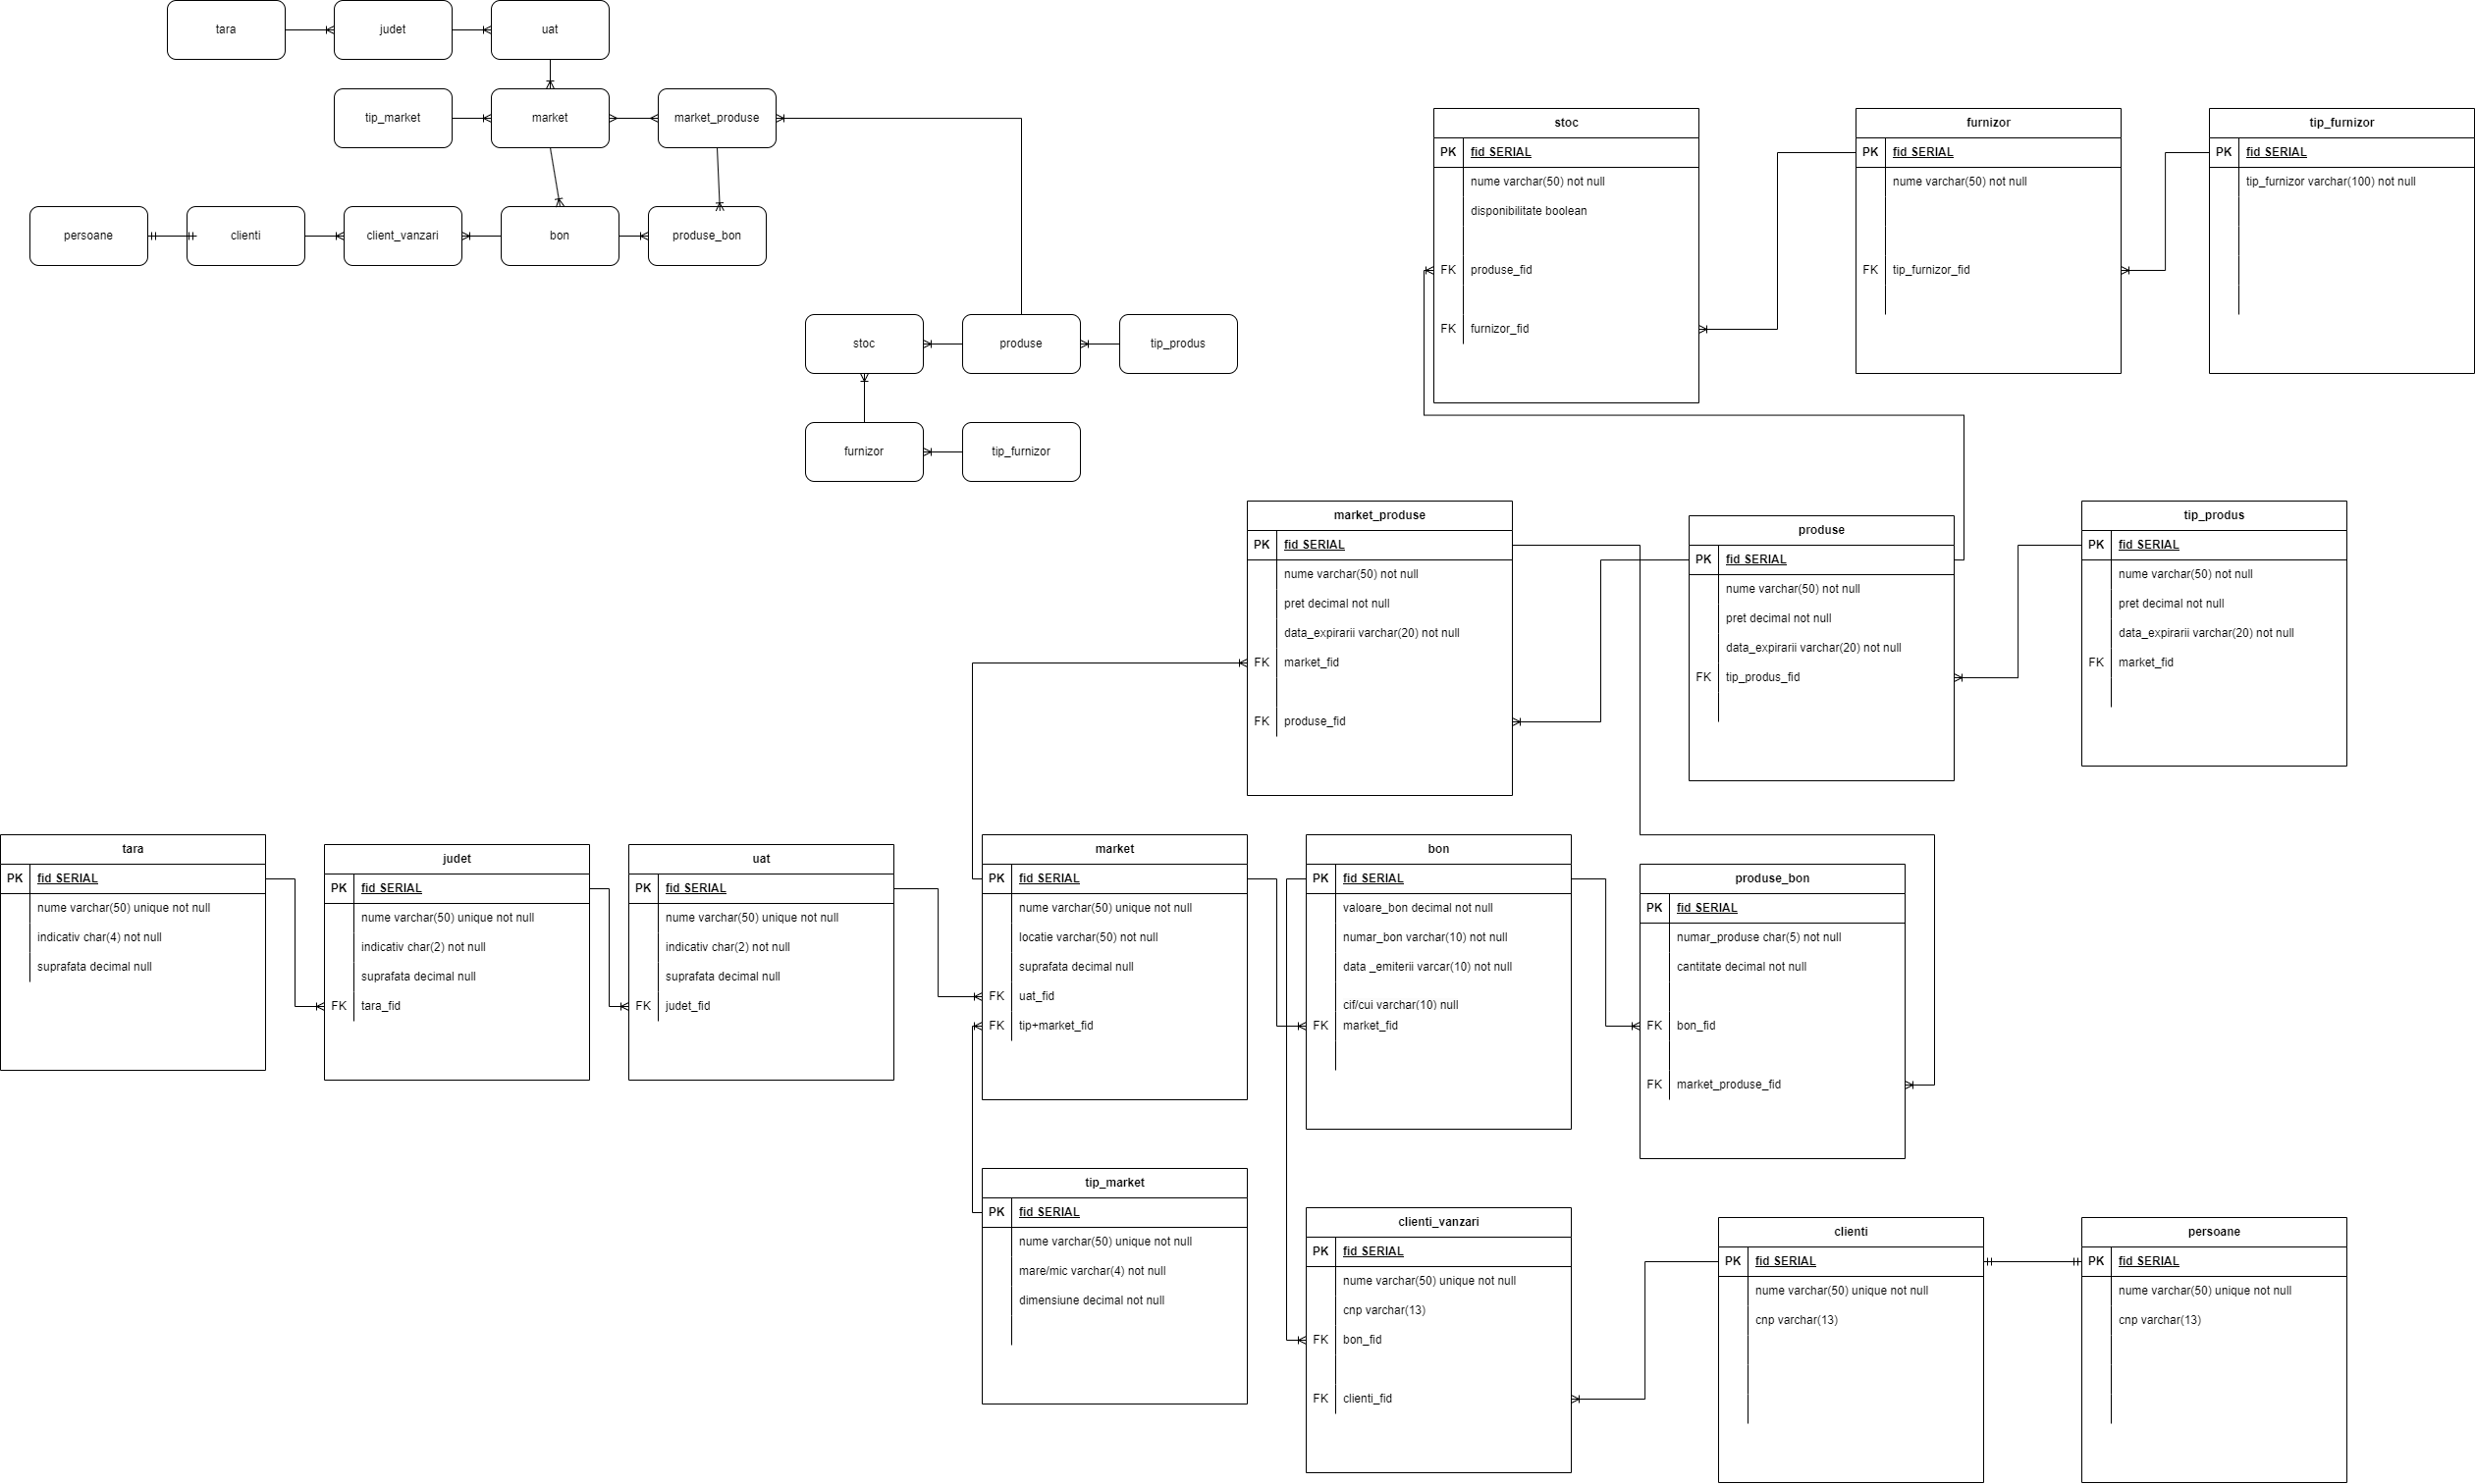 tara
judet
uat
tip_market
market
market_produse
persoane
clienti
client_vanzari
bon
produse_bon
stoc
produse
tip_produs
furnizor
tip_furnizor
stoc
PK fid SERIAL
nume varchar(50) not null
disponibilitate boolean
FK produse_fid
FK furnizor_fid
furnizor
PK fid SERIAL
nume varchar(50) not null
FK tip_furnizor_fid
tip_furnizor
PK fid SERIAL
tip_furnizor varchar(100) not null
market_produse
PK fid SERIAL
nume varchar(50) not null
pret decimal not null
data_expirarii varchar(20) not null
FK market_fid
FK produse_fid
produse
PK fid SERIAL
nume varchar(50) not null
pret decimal not null
data_expirarii varchar(20) not null
FK tip_produs_fid
tip_produs
PK fid SERIAL
nume varchar(50) not null
pret decimal not null
data_expirarii varchar(20) not null
FK market_fid
tara
PK fid SERIAL
nume varchar(50) unique not null
indicativ char(4) not null
suprafata decimal null
judet
PK fid SERIAL
nume varchar(50) unique not null
indicativ char(2) not null
suprafata decimal null
FK tara_fid
uat
PK fid SERIAL
nume varchar(50) unique not null
indicativ char(2) not null
suprafata decimal null
FK judet_fid
market
PK fid SERIAL
nume varchar(50) unique not null
locatie varchar(50) not null
suprafata decimal null
FK uat_fid
FK tip+market_fid
bon
PK fid SERIAL
valoare_bon decimal not null
numar_bon varchar(10) not null
data _emiterii varcar(10) not null
cif/cui varchar(10) null
FK market_fid
produse_bon
PK fid SERIAL
numar_produse char(5) not null
cantitate decimal not null
FK bon_fid
FK market_produse_fid
tip_market
PK fid SERIAL
nume varchar(50) unique not null
mare/mic varchar(4) not null
dimensiune decimal not null
clienti_vanzari
PK fid SERIAL
nume varchar(50) unique not null
cnp varchar(13)
FK bon_fid
FK clienti_fid
clienti
PK fid SERIAL
nume varchar(50) unique not null
cnp varchar(13)
persoane
PK fid SERIAL
nume varchar(50) unique not null
cnp varchar(13)